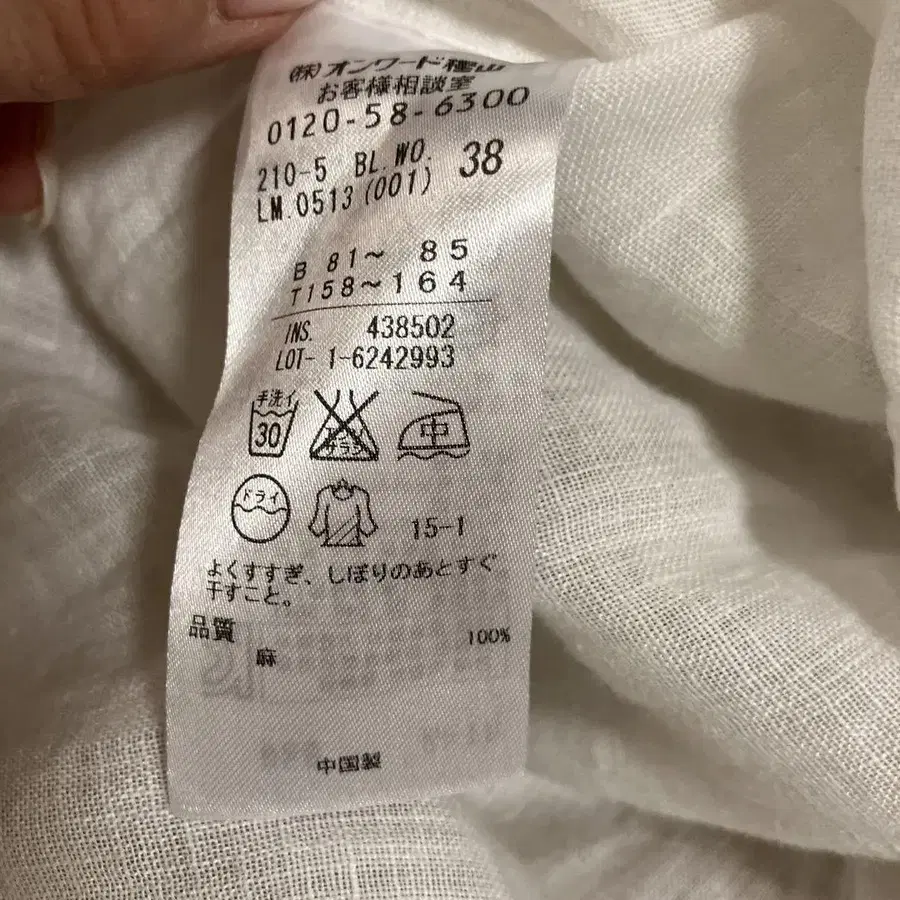 (株)オンワード樫山
お客様相談室
0120-58-6300
210-5 BL.WO. 38
LM.0513(001)
B 81~ 85
T158~164
INS. 438502
LOT- 1-6242993
手洗イ
30
エンソ
サラシ
中
ドライ
15-1
よくすすぎ、しぼりのあとすぐ
干すこと。
品質
麻 100%
中国製